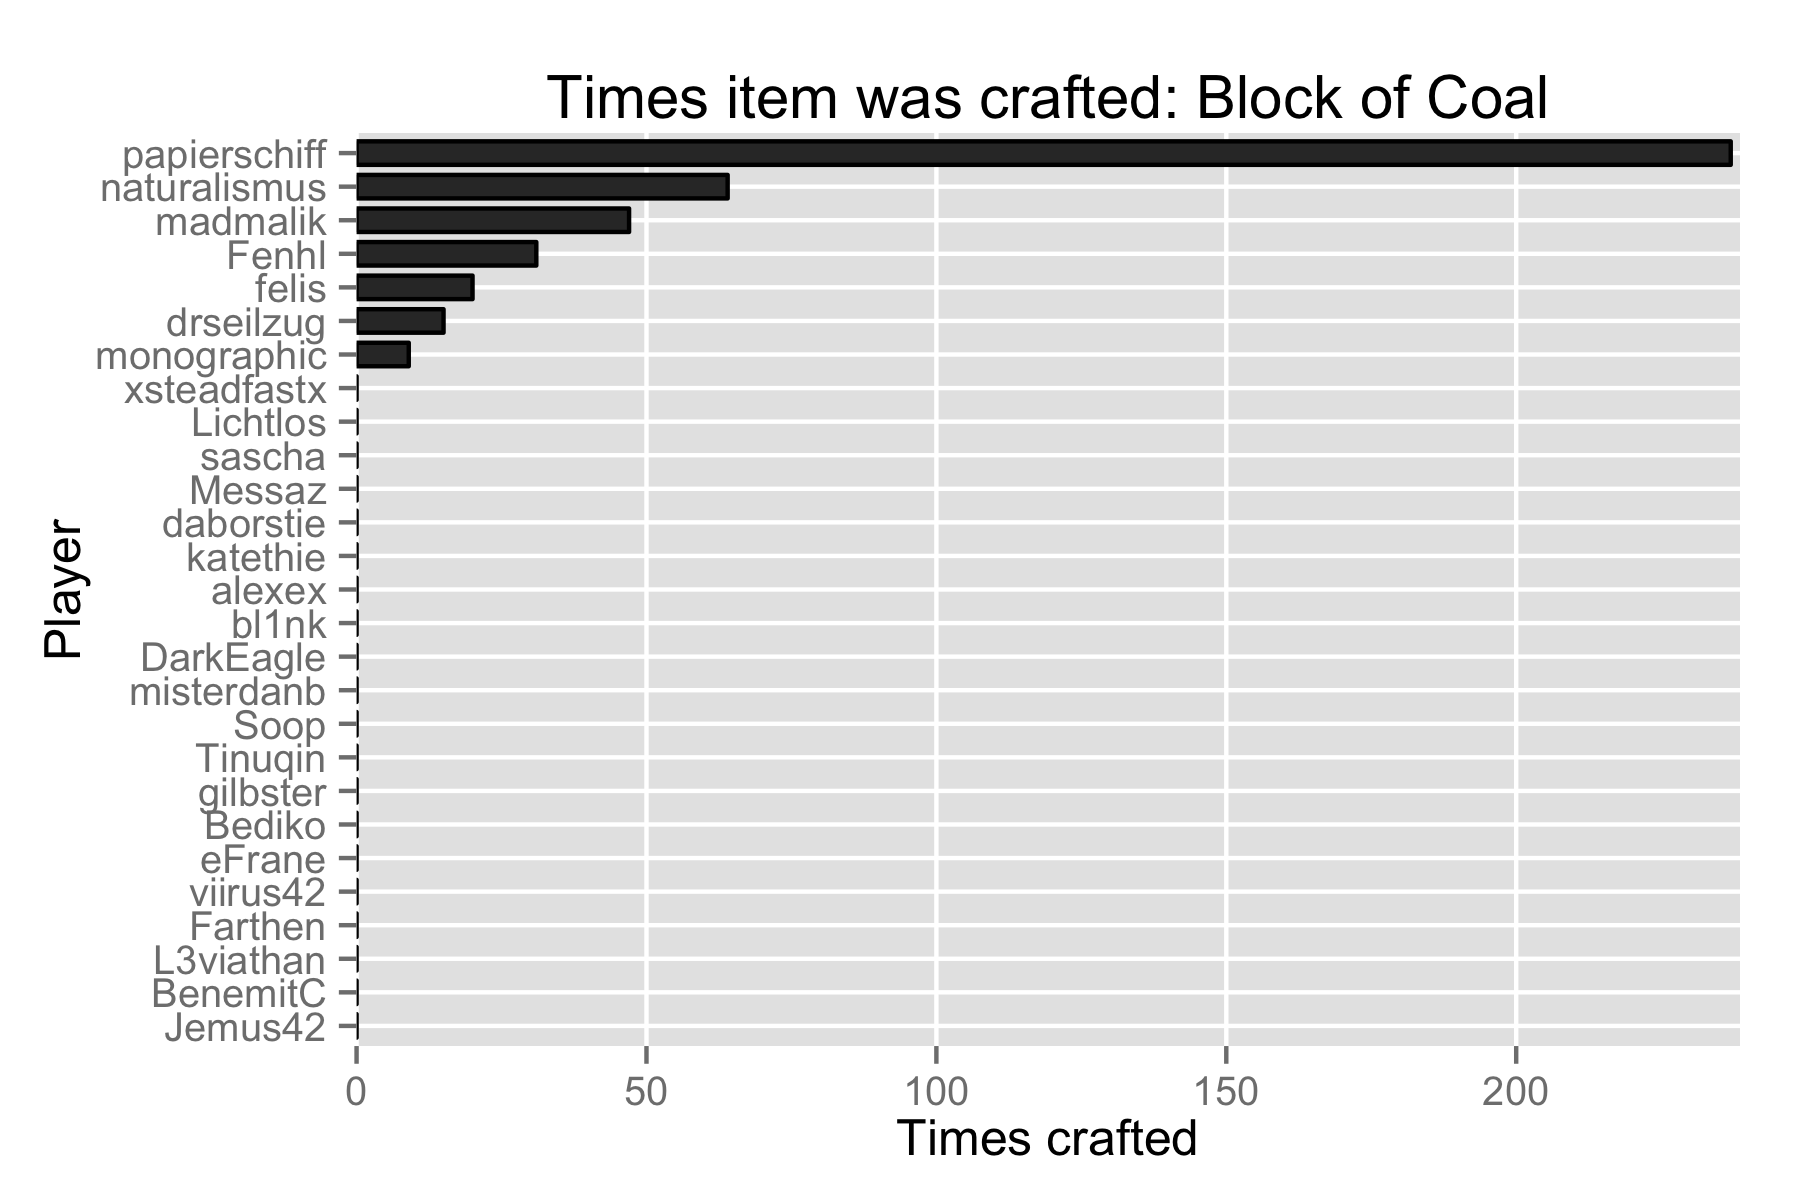 Times item was crafted: Block of Coal
papierschiff
naturalismus
madmalik
Fenhl
felis
drseilzug
monographic
xsteadfastx
Lichtlos
sascha
Messaz
daborstie
katethie
alexex
bl1nk
DarkEagle
misterdanb
Soop
Tinuqin
gilbster
Bediko
eFrane
viirus42
Farthen
L3viathan
BenemitC
Jemus42
Player
0 50 100 150 200
Times crafted